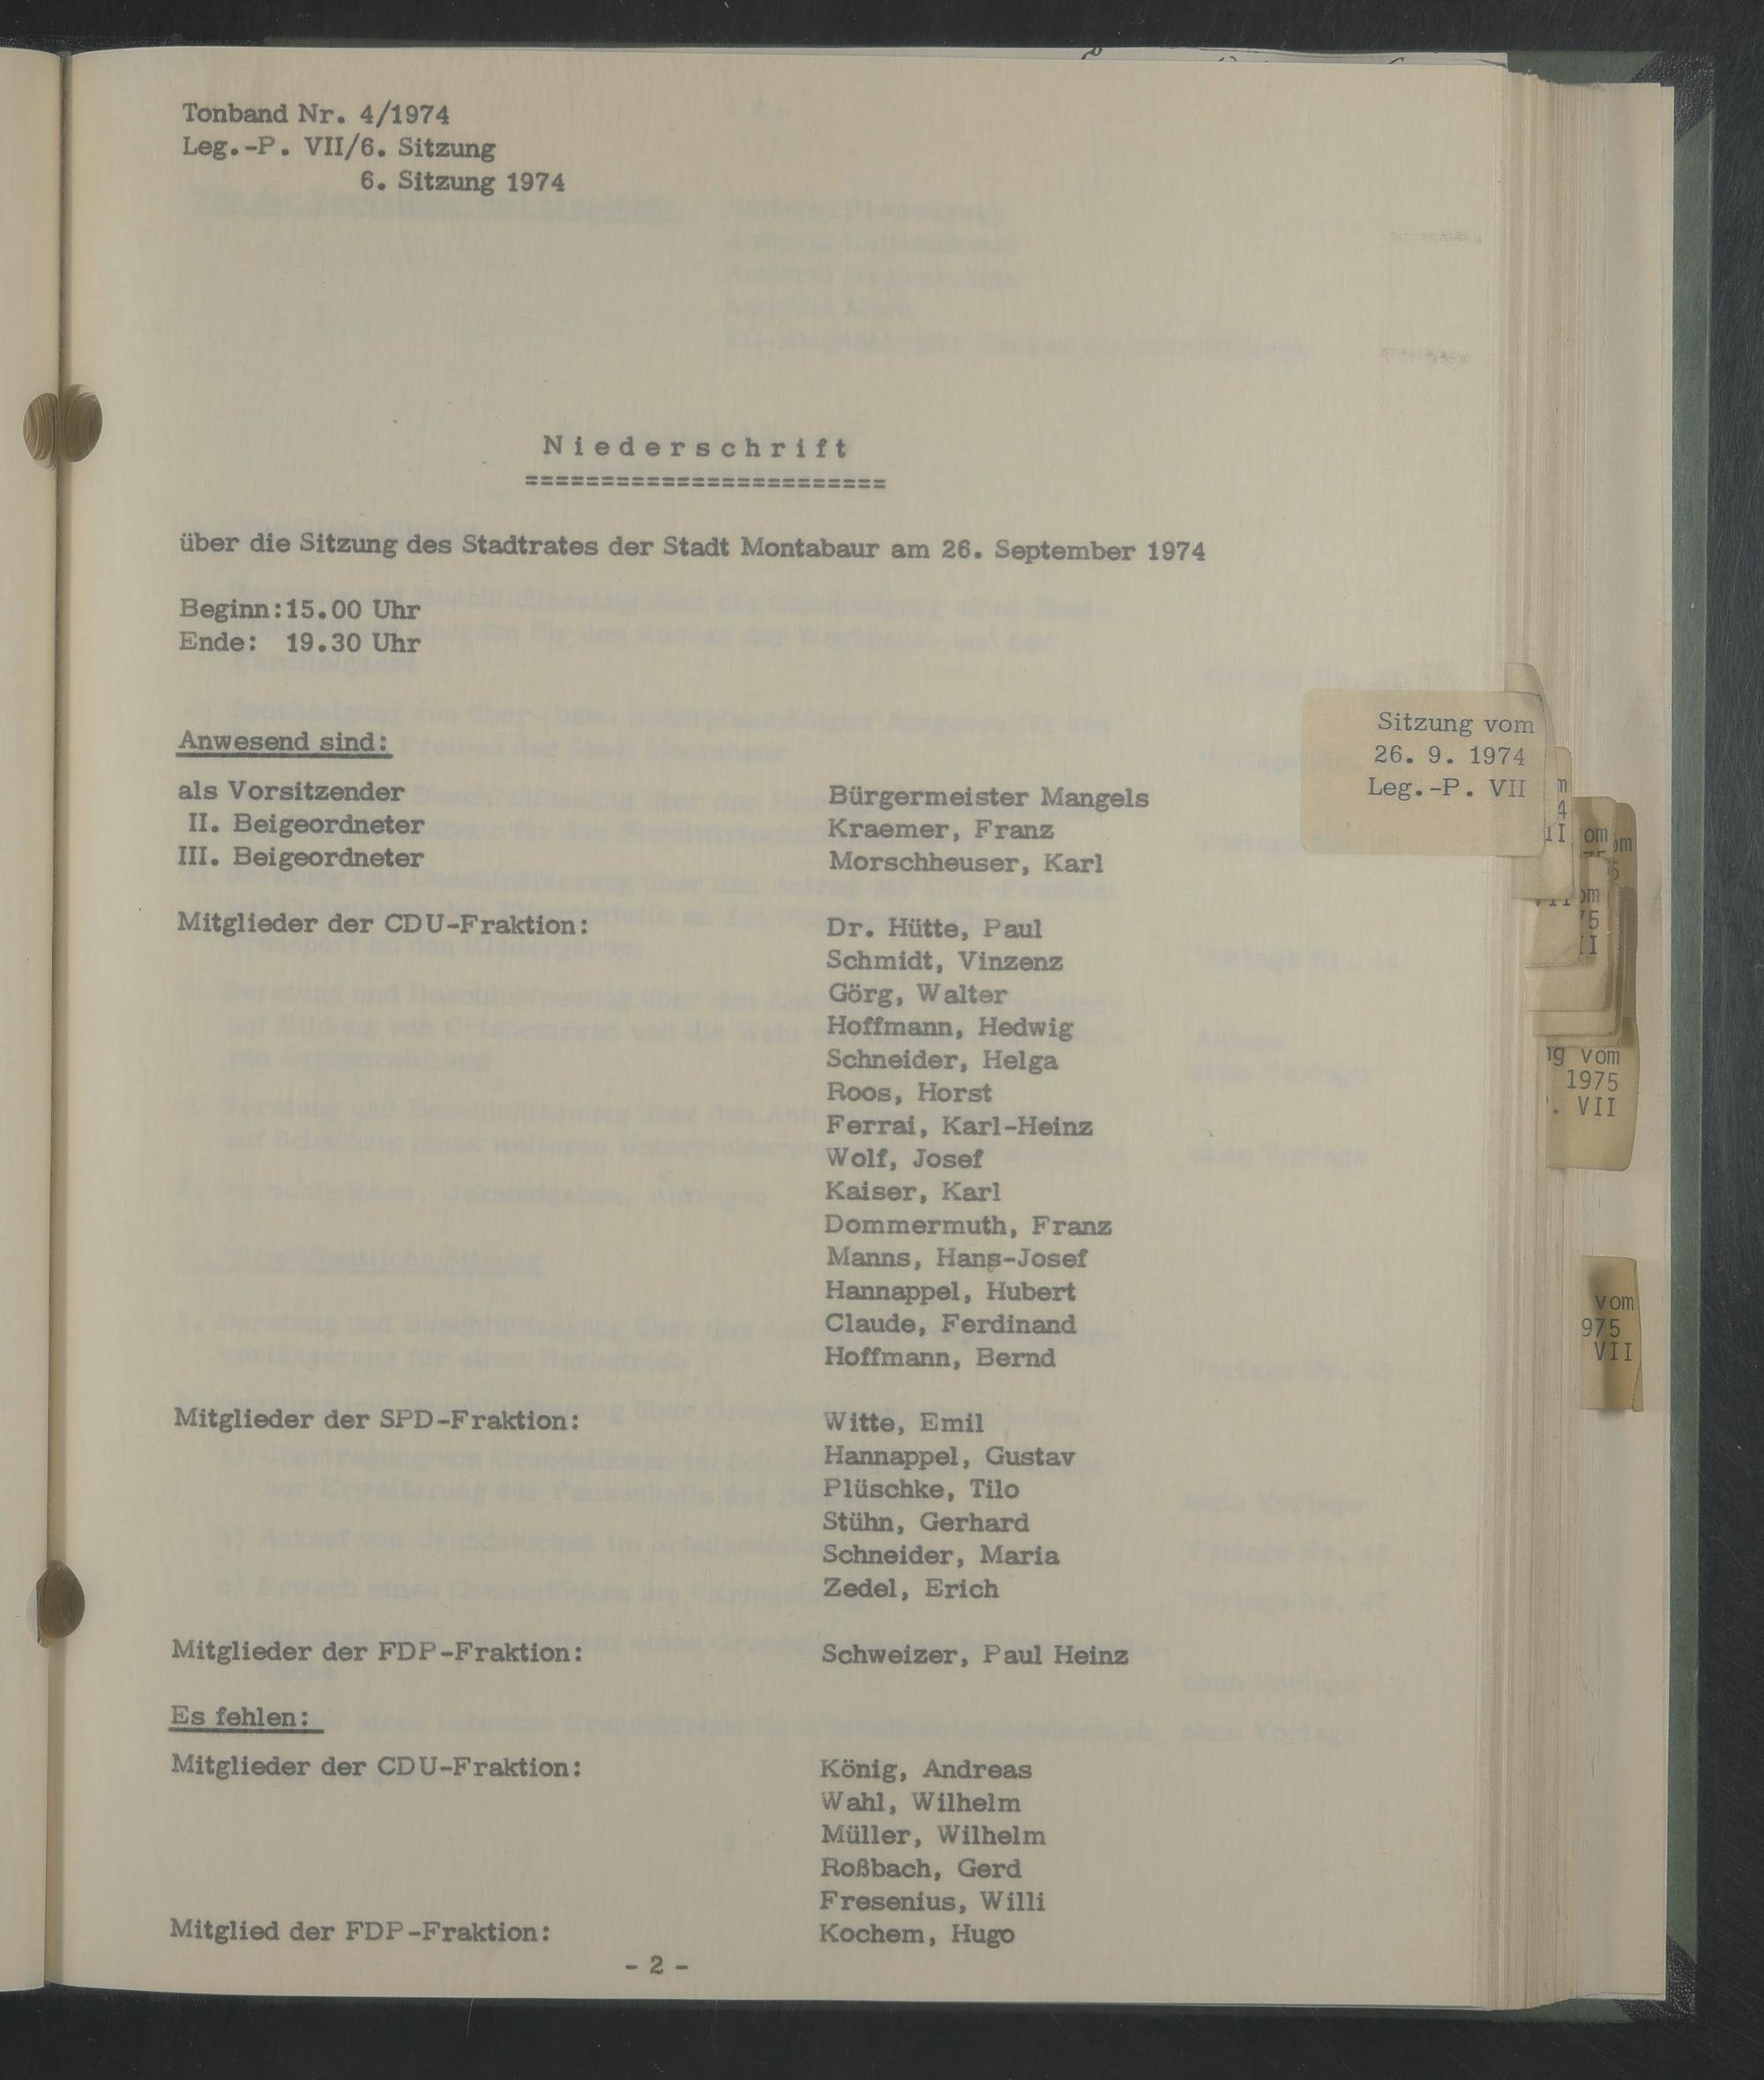 Tonband Nr. 4/1974
Leg.-P. VII/6. Sitzung
6. Sitzung 1974
Niederschrift
========================
über die Sitzung des Stadtrates der Stadt Montabaur am 26. September 1974
Beginn:15.00 Uhr
Ende: 19.30 Uhr
Anwesend sind:
als Vorsitzender Bürgermeister Mangels
II. Beigeordneter Kraemer, Franz
III. Beigeordneter Morschheuser, Karl
Mitglieder der CDU-Fraktion: Dr. Hütte, Paul
Schmidt, Vinzenz
Görg, Walter
Hoffmann, Hedwig
Schneider, Helga
Roos, Horst
Ferrai, Karl-Heinz
Wolf, Josef
Kaiser, Karl
Dommermuth, Franz
Manns, Hans-Josef
Hannappel, Hubert
Claude, Ferdinand
Hoffmann, Bernd
Mitglieder der SPD-Fraktion: Witte, Emil
Hannappel, Gustav
Plüschke, Tilo
Stühn, Gerhard
Schneider, Maria
Zedel, Erich
Mitglieder der FDP-Fraktion: Schweizer, Paul Heinz
Es fehlen:
Mitglieder der CDU-Fraktion: König, Andreas
Wahl, Wilhelm
Müller, Wilhelm
Roßbach, Gerd
Fresenius, Willi
Mitglied der FDP-Fraktion: Kochem, Hugo
- 2 -
Sitzung vom
26. 9. 1974
Leg.-P. VII
vom
1975
VII
vom
975
VII